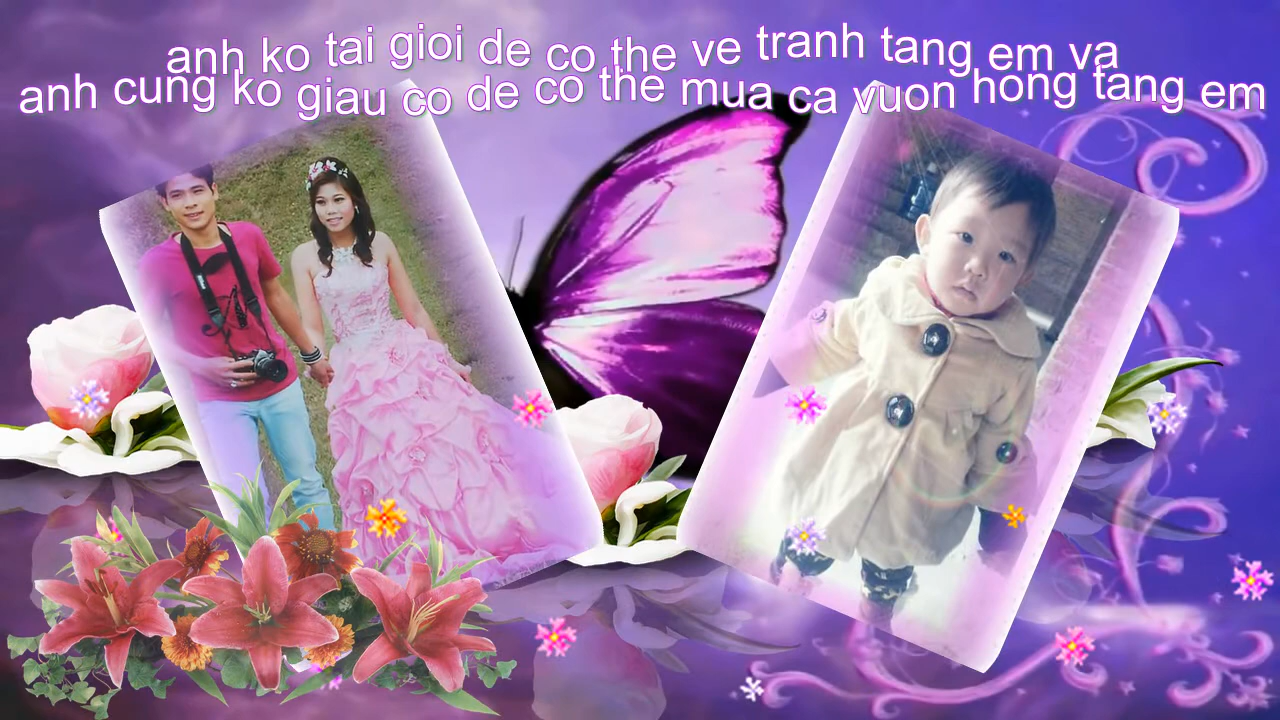 anh ko tai gioi de co the ve tranh tang em va
anh cung ko giau co de co the mua ca vuon hong tang em